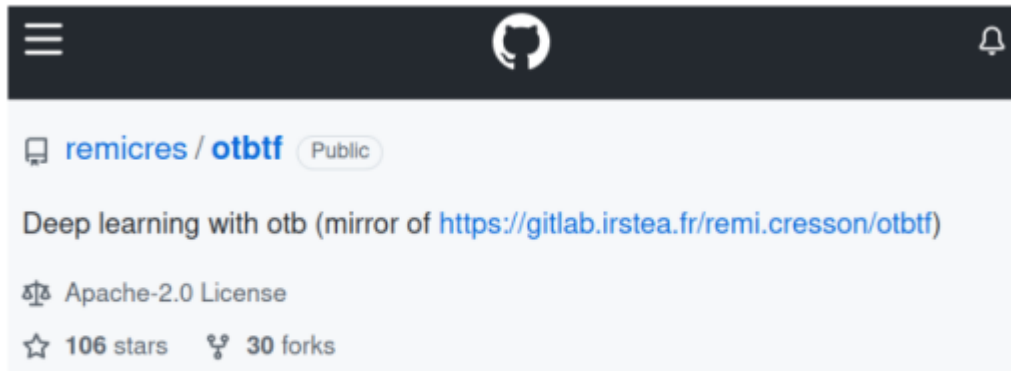 remicres / otbtf Public
Deep learning with otb (mirror of https://gitlab.irstea.fr/remi.cresson/otbtf)
Apache-2.0 License
106 stars 30 forks